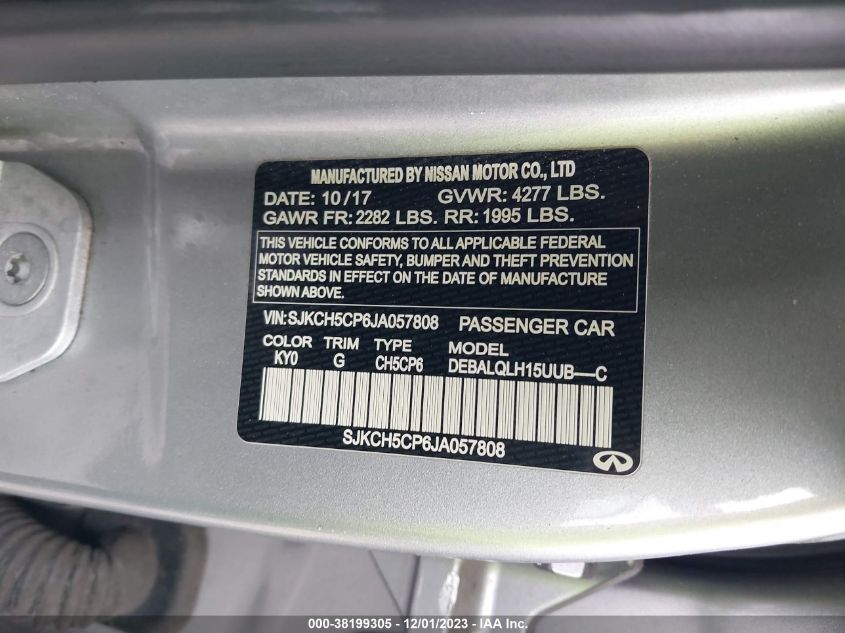 MANUFACTURED BY NISSAN MOTOR CO., LTD
DATE: 10/17 GVWR: 4277 LBS.
GAWR FR: 2282 LBS. RR: 1995 LBS.
THIS VEHICLE CONFORMS TO ALL APPLICABLE FEDERAL
MOTOR VEHICLE SAFETY, BUMPER AND THEFT PREVENTION
STANDARDS IN EFFECT ON THE DATE OF MANUFACTURE
SHOWN ABOVE.
VIN:SJKCH5CP6JA057808 PASSENGER CAR
COLOR TRIM TYPE MODEL
KY0 G CH5CP6 DEBALQLH15UUB—C
SJKCH5CP6JA057808
000-38199305 - 12/01/2023 - IAA Inc.